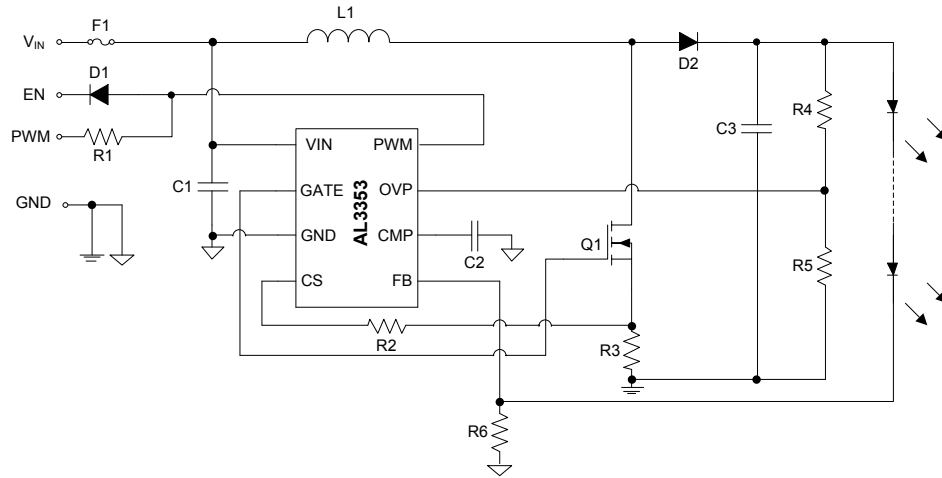 L1
F1
VIN
D1
D2
EN
R4
PWM
C3
R1
VIN
PWM
C1
GATE
OVP
GND
AL3353
GND
CMP
Q1
C2
R5
CS
FB
R2
R3
R6